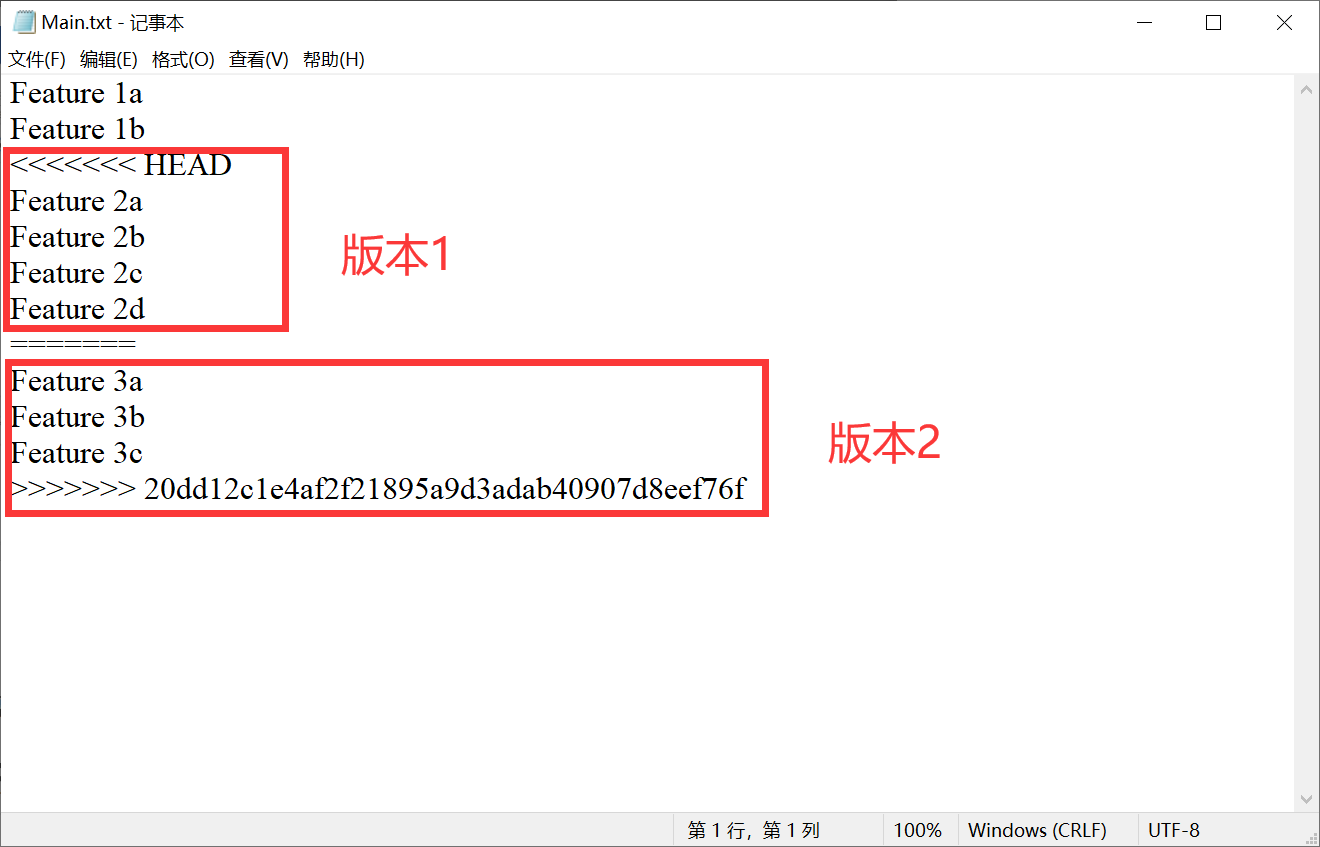 Main.txt - 记事本
文件(F) 编辑(E) 格式(O) 查看(V) 帮助(H)
Feature 1a
Feature 1b
<<<<<<< HEAD
Feature 2a
Feature 2b
版本1
Feature 2c
Feature 2d
=======
Feature 3a
Feature 3b
版本2
Feature 3c
>>>>>>> 20dd12c1e4af2f21895a9d3adab40907d8eef76f
第 1 行，第 1 列 100% Windows (CRLF) UTF-8